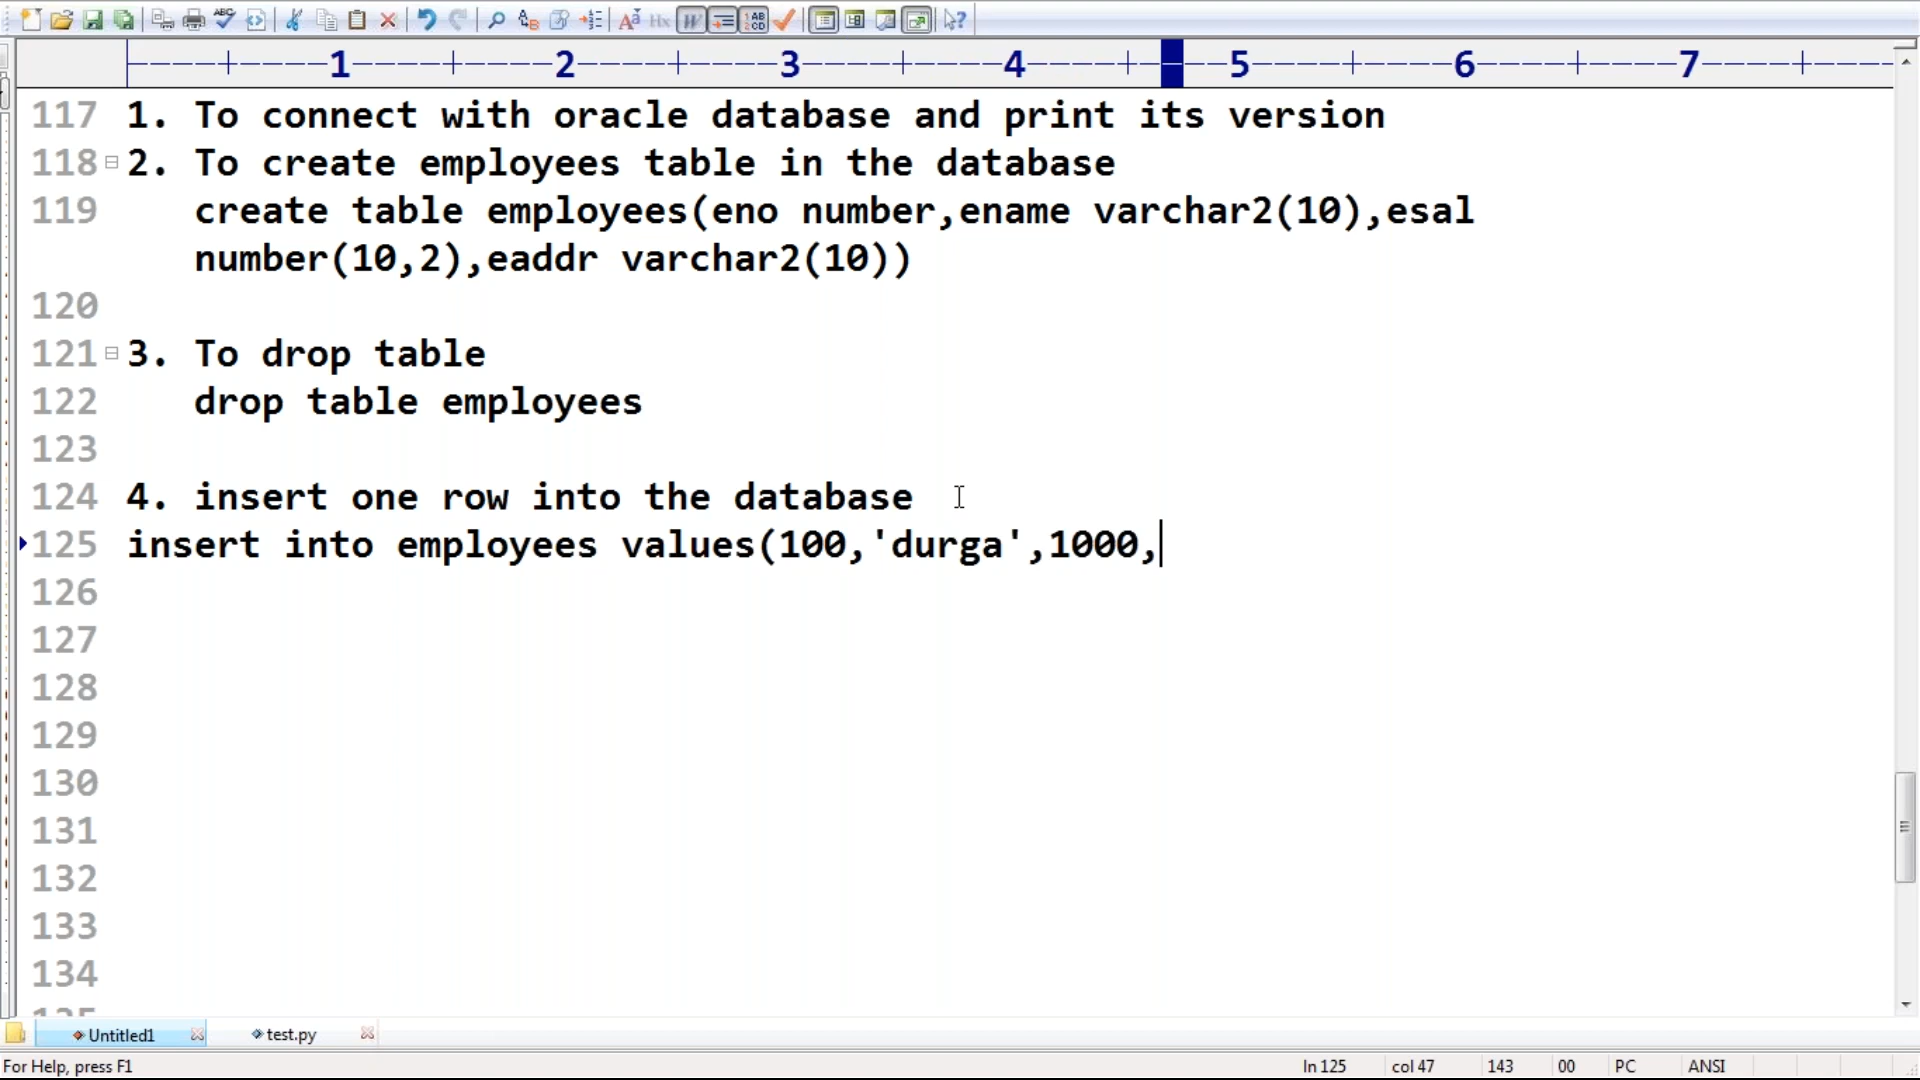 1 2 3 4 5 6 7
117 1. To connect with oracle database and print its version
118 2. To create employees table in the database
119 create table employees(eno number,ename varchar2(10),esal
number(10,2),eaddr varchar2(10))
120
121 3. To drop table
122 drop table employees
123
124 4. insert one row into the database
125 insert into employees values(100,'durga',1000,
126
127
128
129
130
131
132
133
134
Untitled1 test.py
For Help, press F1 ln 125 col 47 143 00 PC ANSI